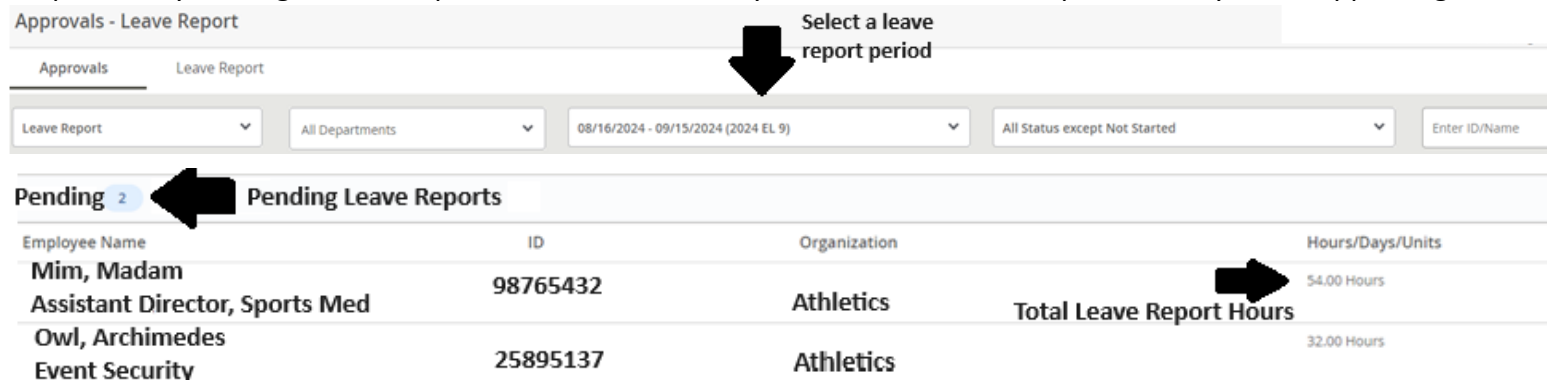 Approvals - Leave Report
Select a leave
report period
Approvals Leave Report
Leave Report All Departments 08/16/2024 - 09/15/2024 (2024 EL 9) All Status except Not Started Enter ID/Name
Pending 2 Pending Leave Reports
Employee Name ID Organization Hours/Days/Units
Mim, Madam
Assistant Director, Sports Med 98765432 Athletics Total Leave Report Hours 54.00 Hours
Owl, Archimedes
Event Security 25895137 Athletics 32.00 Hours